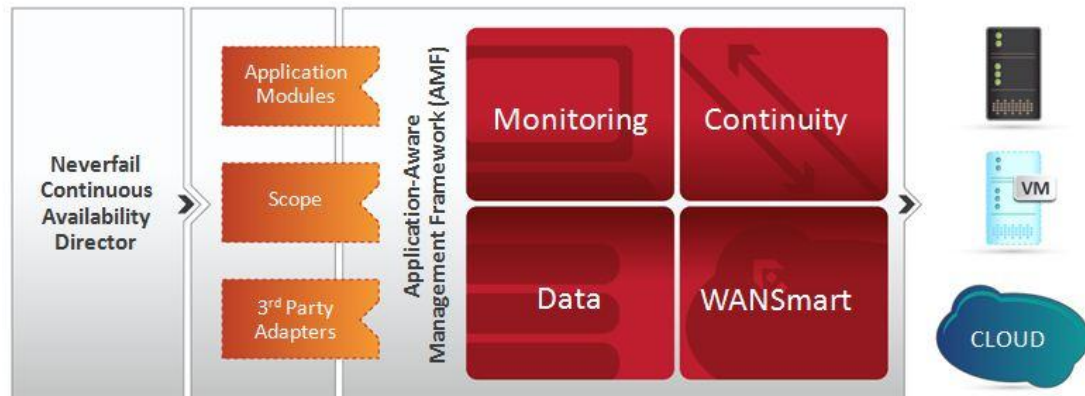 Neverfail
Continuous
Availability
Director
Application
Modules
Scope
3rd Party
Adapters
Application-Aware
Management Framework (AMF)
Monitoring
Continuity
Data
WANSmart
VM
CLOUD